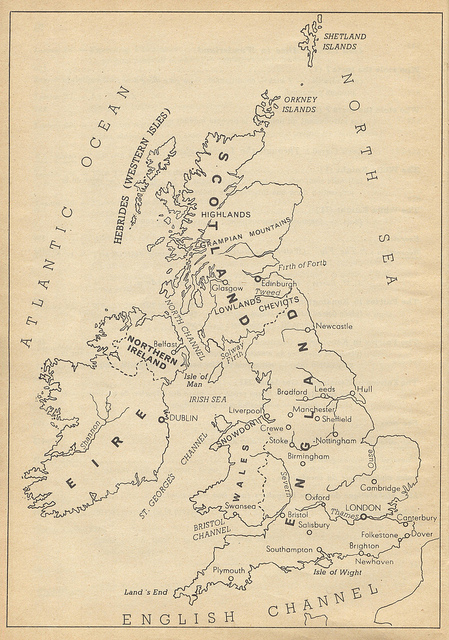 SHETLAND
ISLANDS
ORKNEY
ISLANDS
ATLANTIC OCEAN
NORTH SEA
HEBRIDES (WESTERN ISLES)
SCOTLAND
HIGHLANDS
GRAMPIAN MOUNTAINS
Firth of Forth
Glasgow
Edinburgh
Tweed
LOWLANDS
CHEVIOTS
NORTH CHANNEL
Newcastle
Solway
Firth
Belfast
NORTHERN
IRELAND
Isle of
Man
IRISH SEA
ENGLAND
Bradford
Leeds
Hull
Liverpool
Manchester
Sheffield
DUBLIN
EIRE
Shannon
SNOWDON
Crewe
Stoke
Nottingham
Birmingham
WALES
Severn
Ouse
Cambridge
ST. GEORGE'S CHANNEL
Swansea
Oxford
LONDON
Thames
BRISTOL
CHANNEL
Bristol
Salisbury
Canterbury
Folkestone
Dover
Southampton
Brighton
Newhaven
Isle of Wight
Plymouth
Land's End
ENGLISH CHANNEL